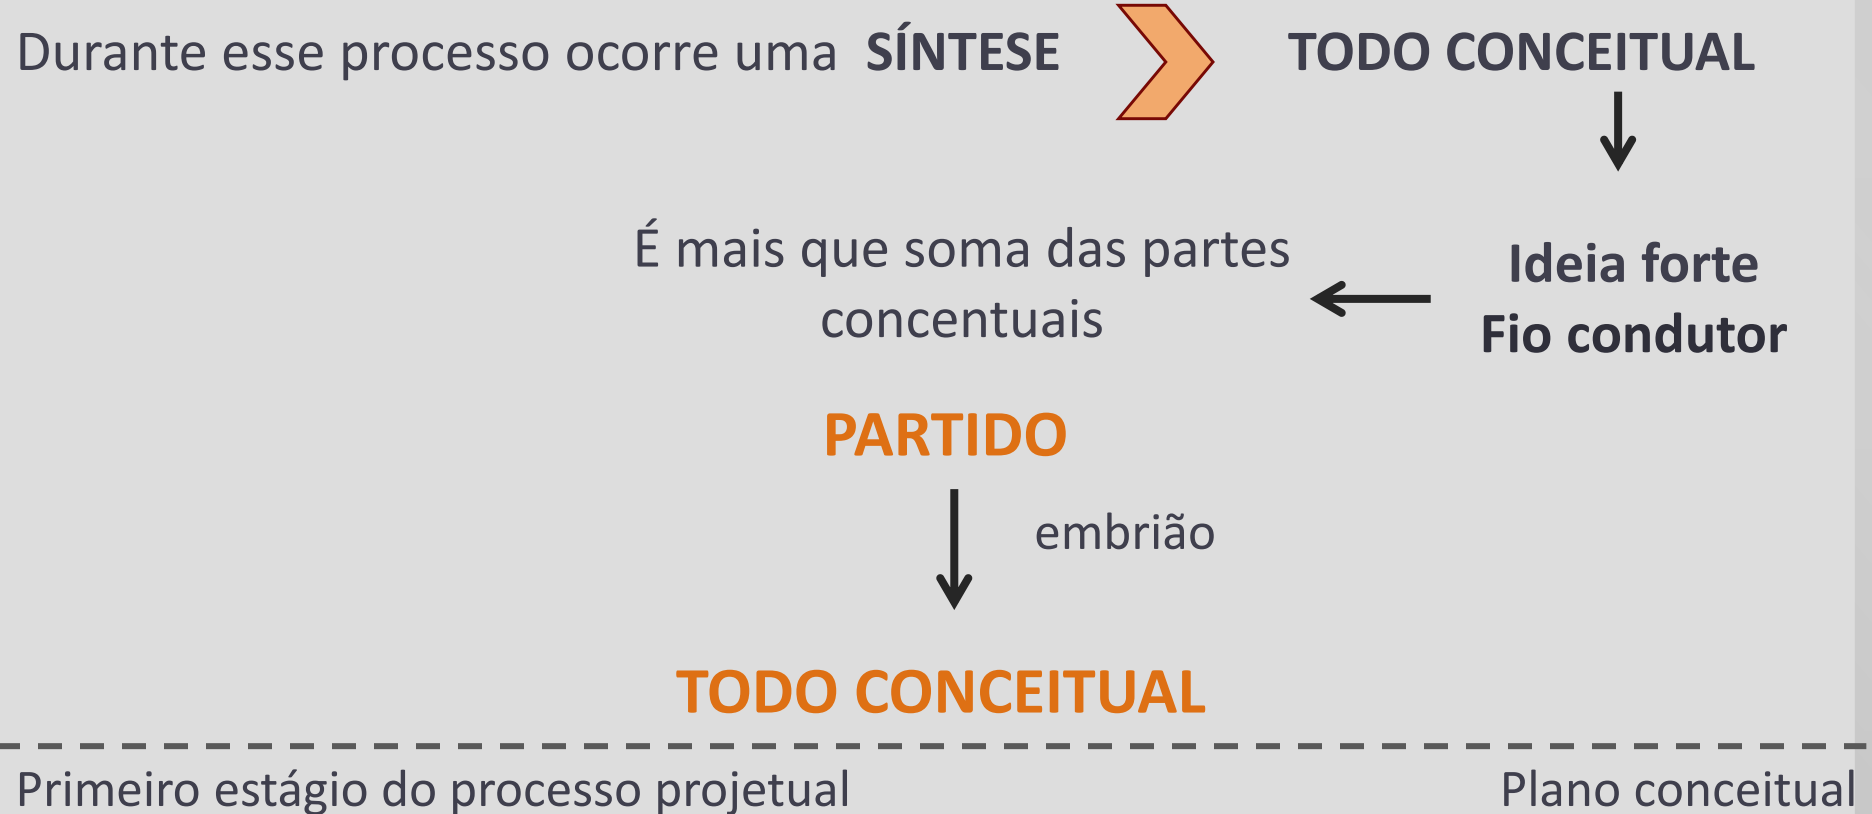 Durante esse processo ocorre uma SÍNTESE
TODO CONCEITUAL
Ideia forte
Fio condutor
É mais que soma das partes
concentuais
PARTIDO
embrião
TODO CONCEITUAL
Primeiro estágio do processo projetual
Plano conceitual